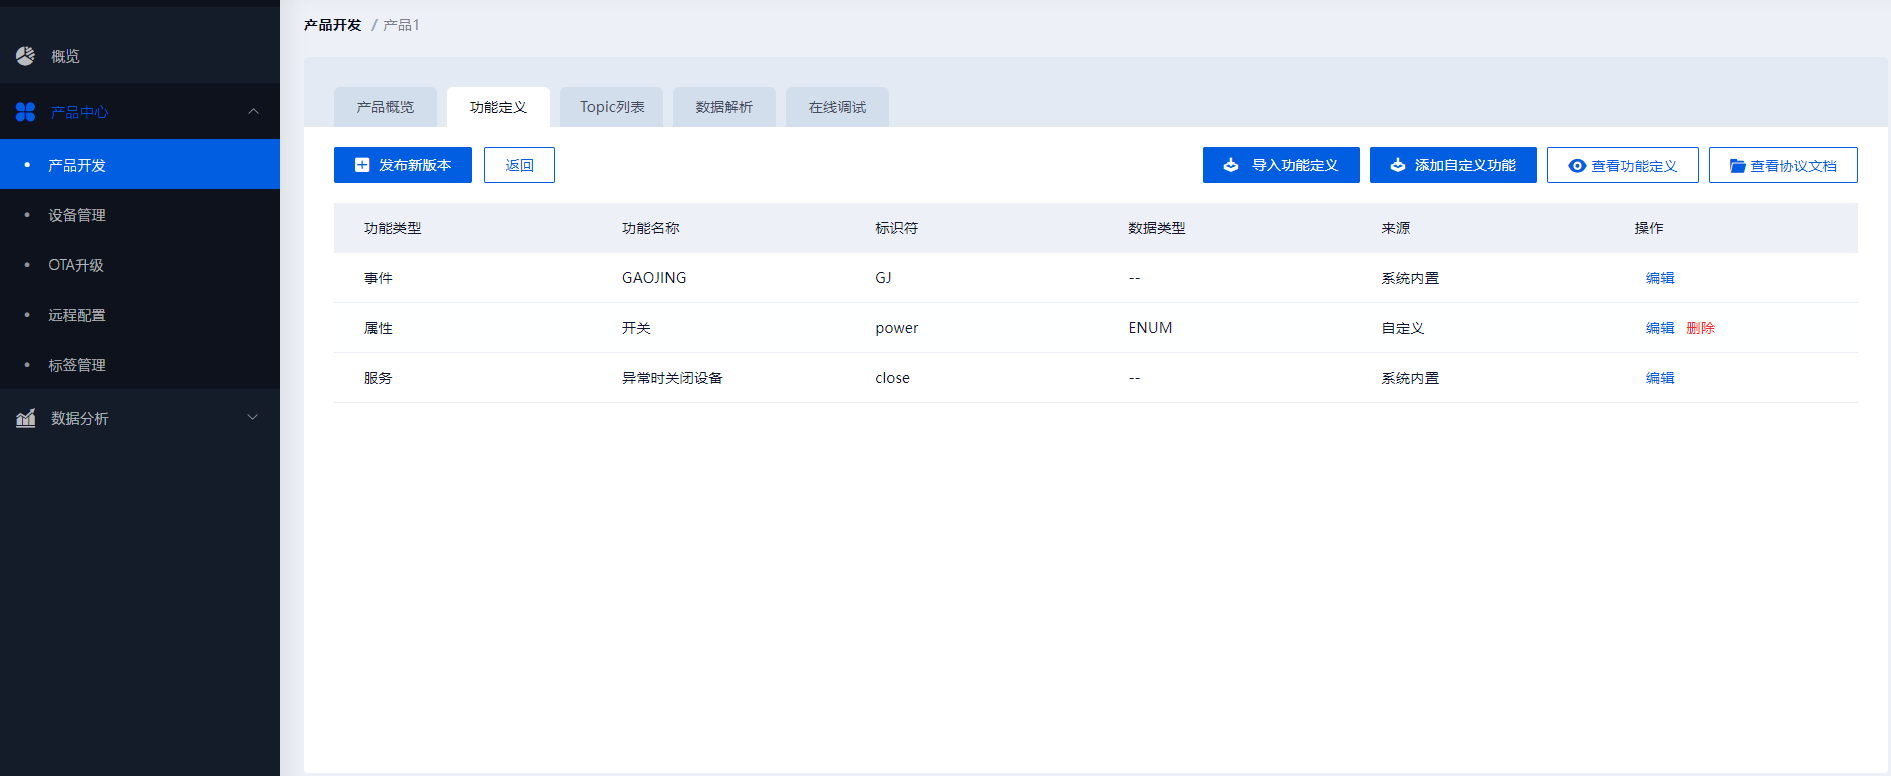 概览
产品中心
产品开发
设备管理
OTA升级
远程配置
标签管理
数据分析
产品开发 / 产品1
产品概览 功能定义 Topic列表 数据解析 在线调试
发布新版本 返回 导入功能定义 添加自定义功能 查看功能定义 查看协议文档
功能类型 功能名称 标识符 数据类型 来源 操作
事件 GAOJING GJ -- 系统内置 编辑
属性 开关 power ENUM 自定义 编辑 删除
服务 异常时关闭设备 close -- 系统内置 编辑